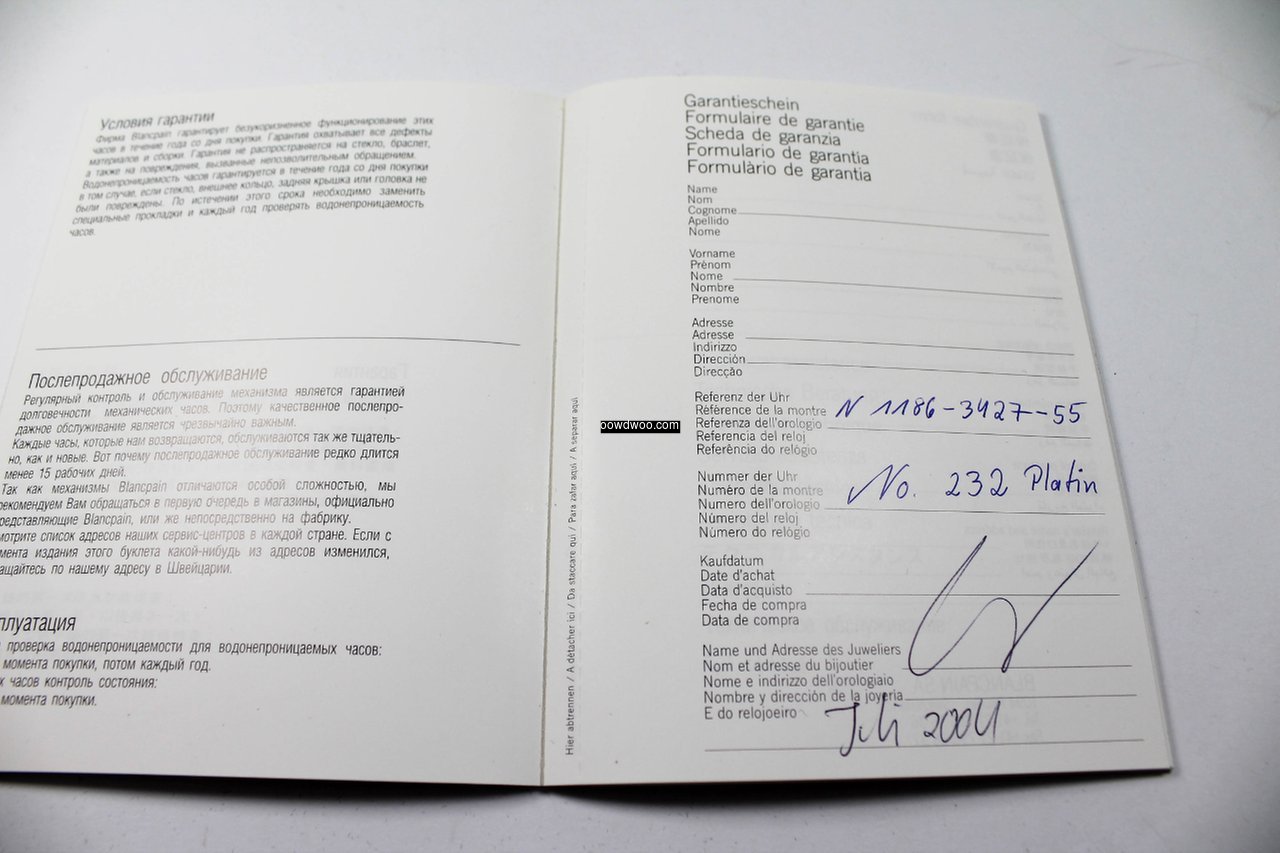 Условия гарантии
Фирма Blancpain гарантирует безукоризненное функционирование этих
часов в течение года со дня покупки. Гарантия охватывает все дефекты
материалов и сборки. Гарантия не распространяется на стекло, браслет,
а также на повреждения, вызванные непозволительным обращением.
Водонепроницаемость часов гарантируется в течение года со дня покупки
в том случае, если стекло, внешнее кольцо, задняя крышка или головка не
были повреждены. По истечении этого срока необходимо заменить
специальные прокладки и каждый год проверять водонепроницаемость
часов.
Послепродажное обслуживание
Регулярный контроль и обслуживание механизма является гарантией
долговечности механических часов. Поэтому качественное послепро-
дажное обслуживание является чрезвычайно важным.
Каждые часы, которые нам возвращаются, обслуживаются так же тщатель-
но, как и новые. Вот почему послепродажное обслуживание редко длится
менее 15 рабочих дней.
Так как механизмы Blancpain отличаются особой сложностью, мы
рекомендуем Вам обращаться в первую очередь в магазины, официально
редставляющие Blancpain, или же непосредственно на фабрику.
мотрите список адресов наших сервис-центров в каждой стране. Если с
мента издания этого буклета какой-нибудь из адресов изменился,
ащайтесь по нашему адресу в Швейцарии.
плуатация
проверка водонепроницаемости для водонепроницаемых часов:
момента покупки, потом каждый год.
х часов контроль состояния:
момента покупки.
Hier abtrennen / A détacher ici / Da staccare qui / Para zafar aquí / A separar aquí
oowdwoo.com
Garantieschein
Formulaire de garantie
Scheda de garanzia
Formulario de garantia
Formulàrio de garantia
Name
Nom
Cognome
Apellido
Nome
Vorname
Prènom
Nome
Nombre
Prenome
Adresse
Adresse
Indirizzo
Dirección
Direcção
Referenz der Uhr
Référence de la montre N 1186-3427-55
Referenza dell'orologio
Referencia del reloj
Referência do relógio
Nummer der Uhr
Numéro de la montre No. 232 Platin
Numero dell'orologio
Número del reloj
Número do relógio
Kaufdatum
Date d'achat
Data d'acquisto
Fecha de compra
Data de compra
Name und Adresse des Juweliers
Nom et adresse du bijoutier
Nome e indirizzo dell'orologiaio
Nombre y dirección de la joyeria
E do relojoeiro Juli 2004